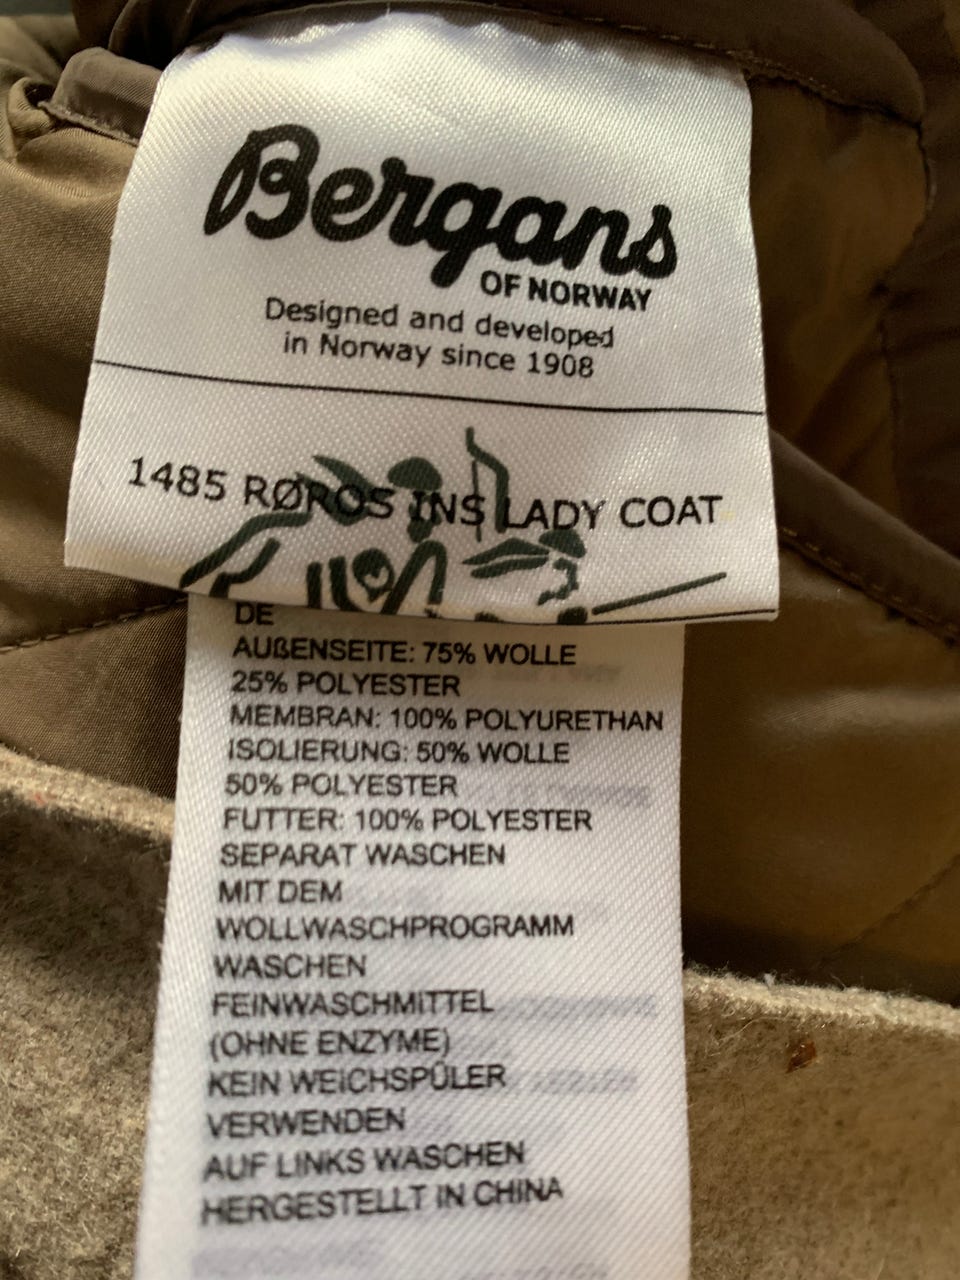 Bergans
OF NORWAY
Designed and developed
in Norway since 1908
1485 RØROS INS LADY COAT
DE
AUßENSEITE: 75% WOLLE
25% POLYESTER
MEMBRAN: 100% POLYURETHAN
ISOLIERUNG: 50% WOLLE
50% POLYESTER
FUTTER: 100% POLYESTER
SEPARAT WASCHEN
MIT DEM
WOLLWASCHPROGRAMM
WASCHEN
FEINWASCHMITTEL
(OHNE ENZYME)
KEIN WEICHSPÜLER
VERWENDEN
AUF LINKS WASCHEN
HERGESTELLT IN CHINA